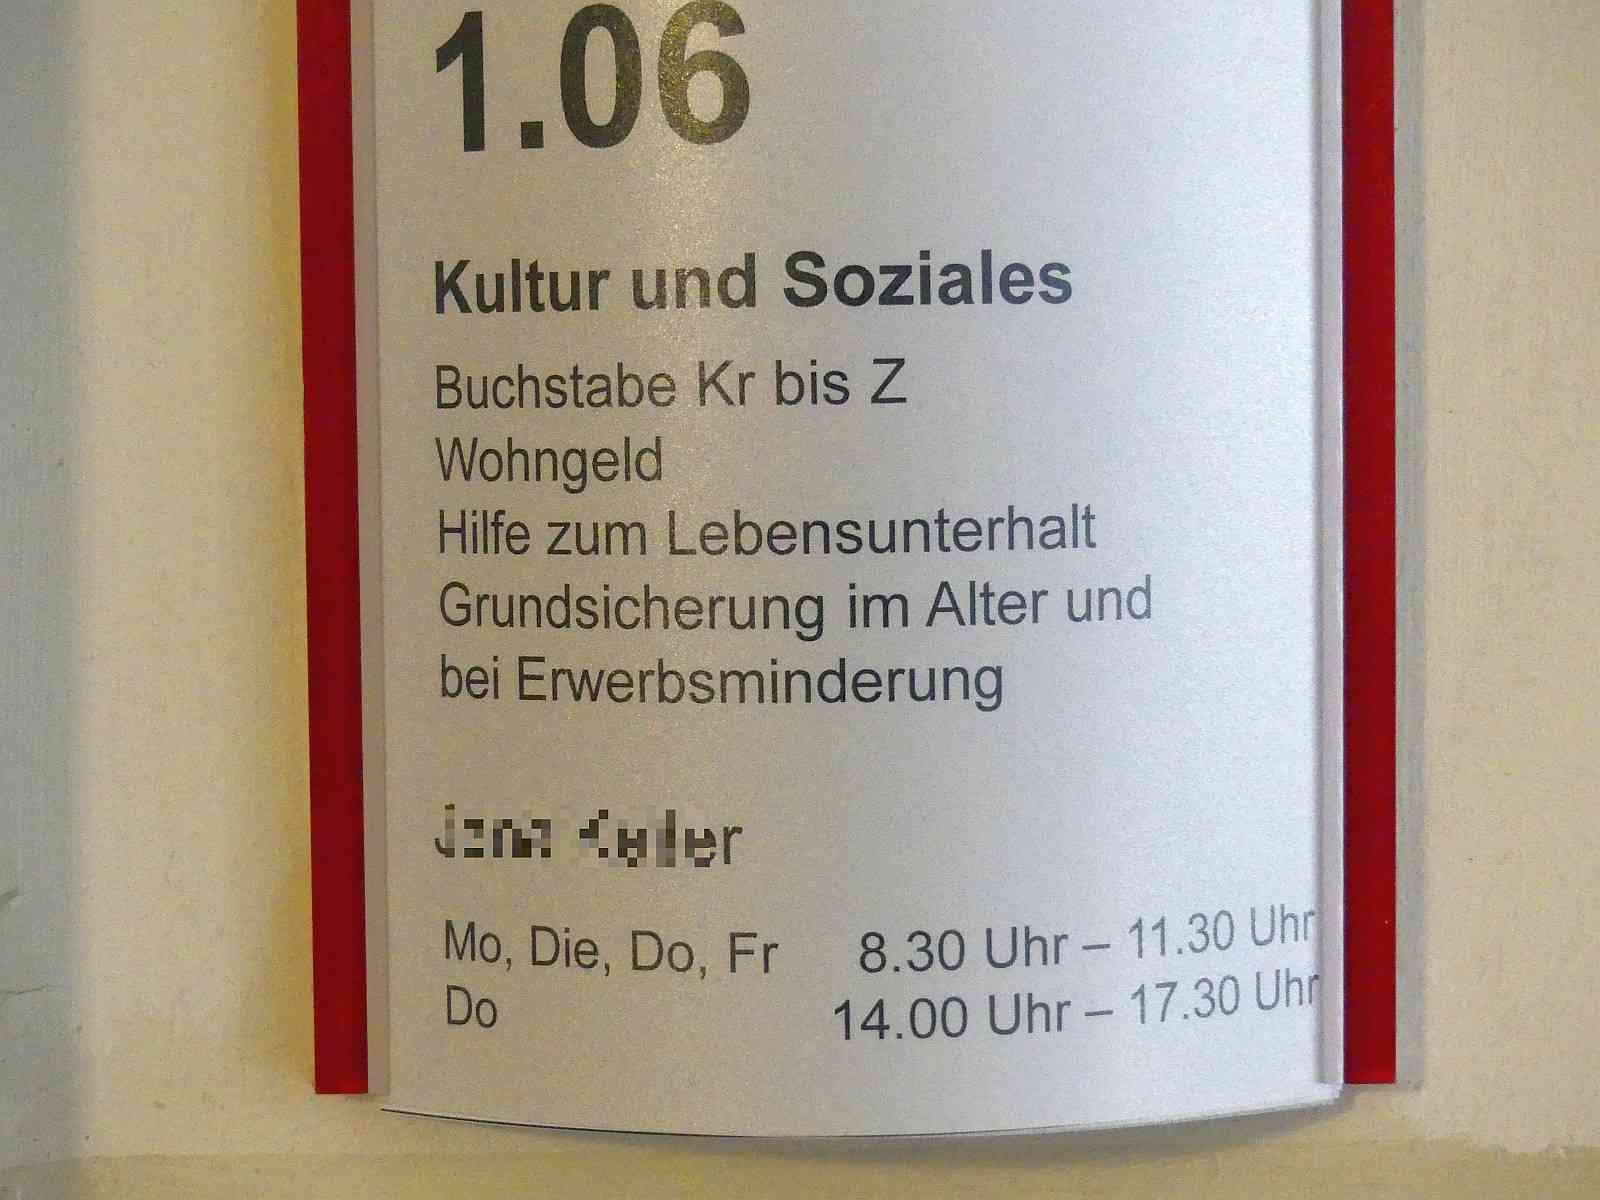 1.06
Kultur und Soziales
Buchstabe Kr bis Z
Wohngeld
Hilfe zum Lebensunterhalt
Grundsicherung im Alter und
bei Erwerbsminderung
Mo, Die, Do, Fr 8.30 Uhr – 11.30 Uhr
Do 14.00 Uhr – 17.30 Uhr